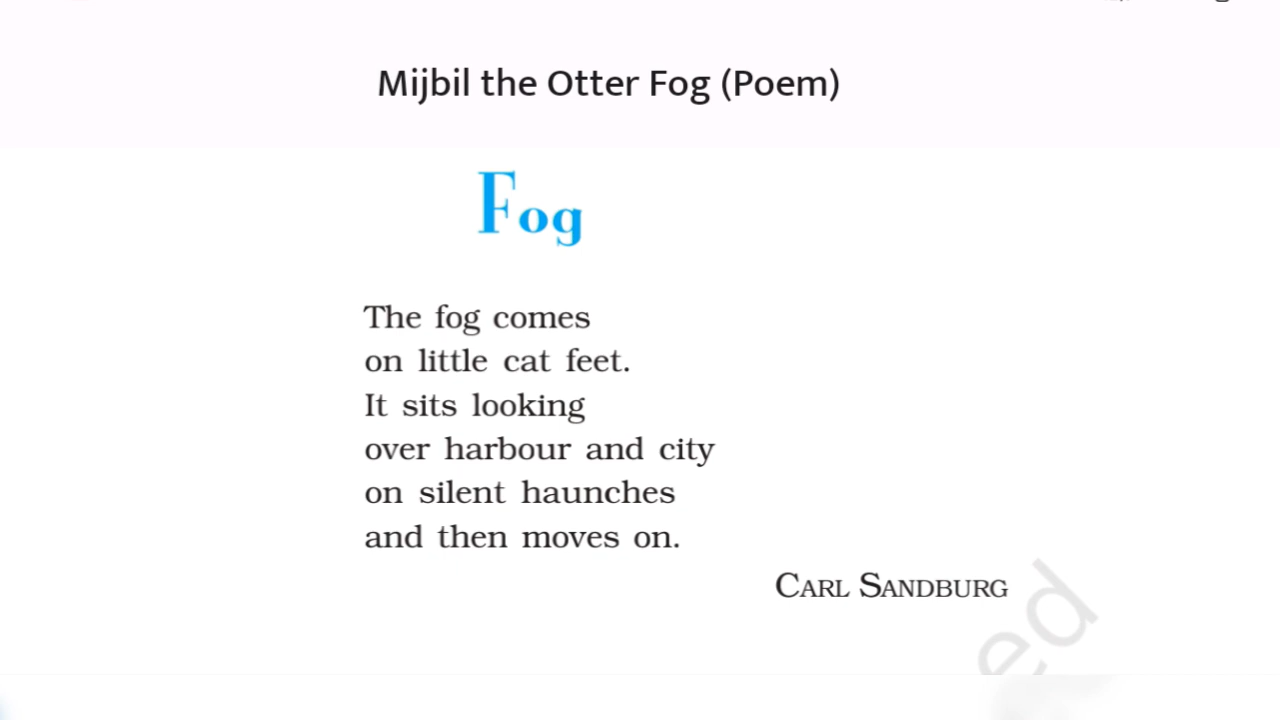 Mijbil the Otter Fog (Poem)
Fog
The fog comes
on little cat feet.
It sits looking
over harbour and city
on silent haunches
and then moves on.
CARL SANDBURG
ed